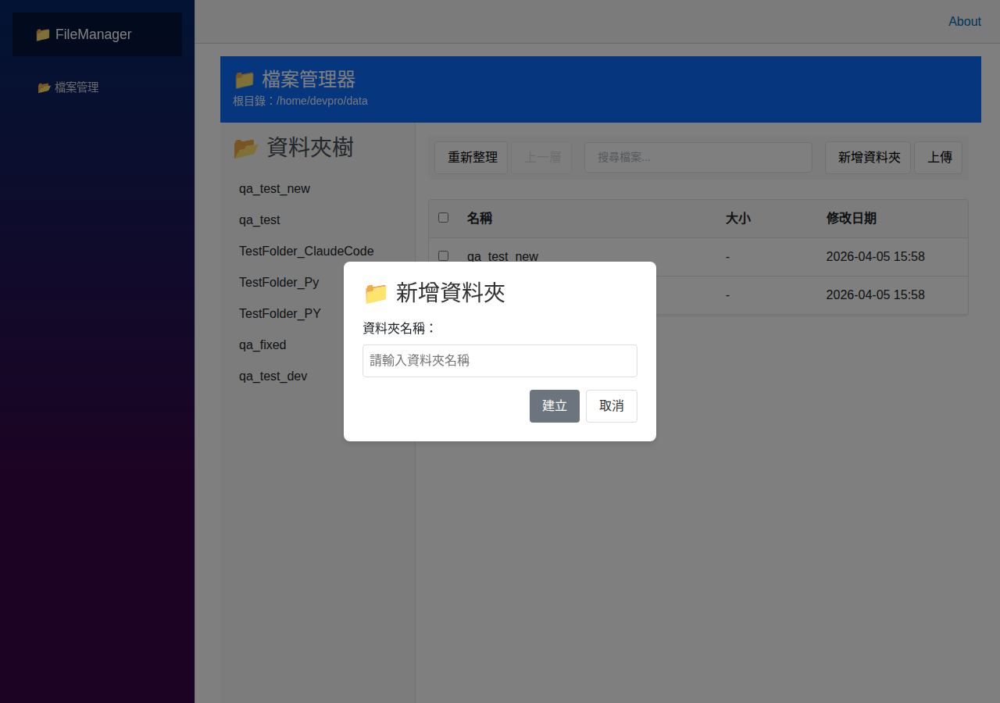 📁 FileManager
📂 檔案管理
About
📁 檔案管理器
根目錄：/home/devpro/data
📂 資料夾樹
qa_test_new
qa_test
TestFolder_ClaudeCode
TestFolder_Py
TestFolder_PY
qa_fixed
qa_test_dev
重新整理 上一層 搜尋檔案... 新增資料夾 上傳
名稱 大小 修改日期
qa_test_new - 2026-04-05 15:58
- 2026-04-05 15:58
📁 新增資料夾
資料夾名稱：
請輸入資料夾名稱
建立 取消